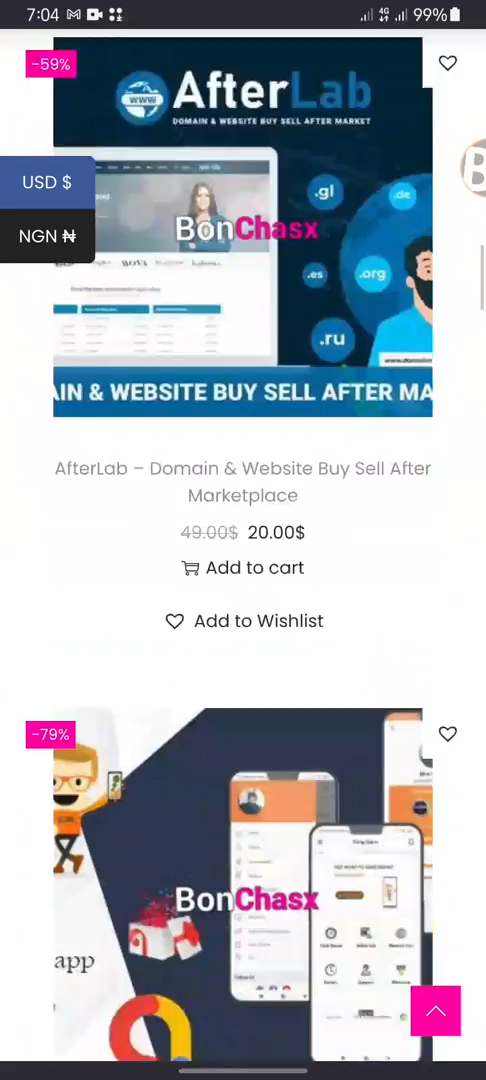 7:04
4G
99%
-59%
AfterLab
WWW
DOMAIN & WEBSITE BUY SELL AFTER MARKET
USD $
NGN ₦
BonChasx
.gl
.de
.es
.org
.ru
AIN & WEBSITE BUY SELL AFTER MA
AfterLab – Domain & Website Buy Sell After
Marketplace
49.00$ 20.00$
Add to cart
Add to Wishlist
-79%
BonChasx
app